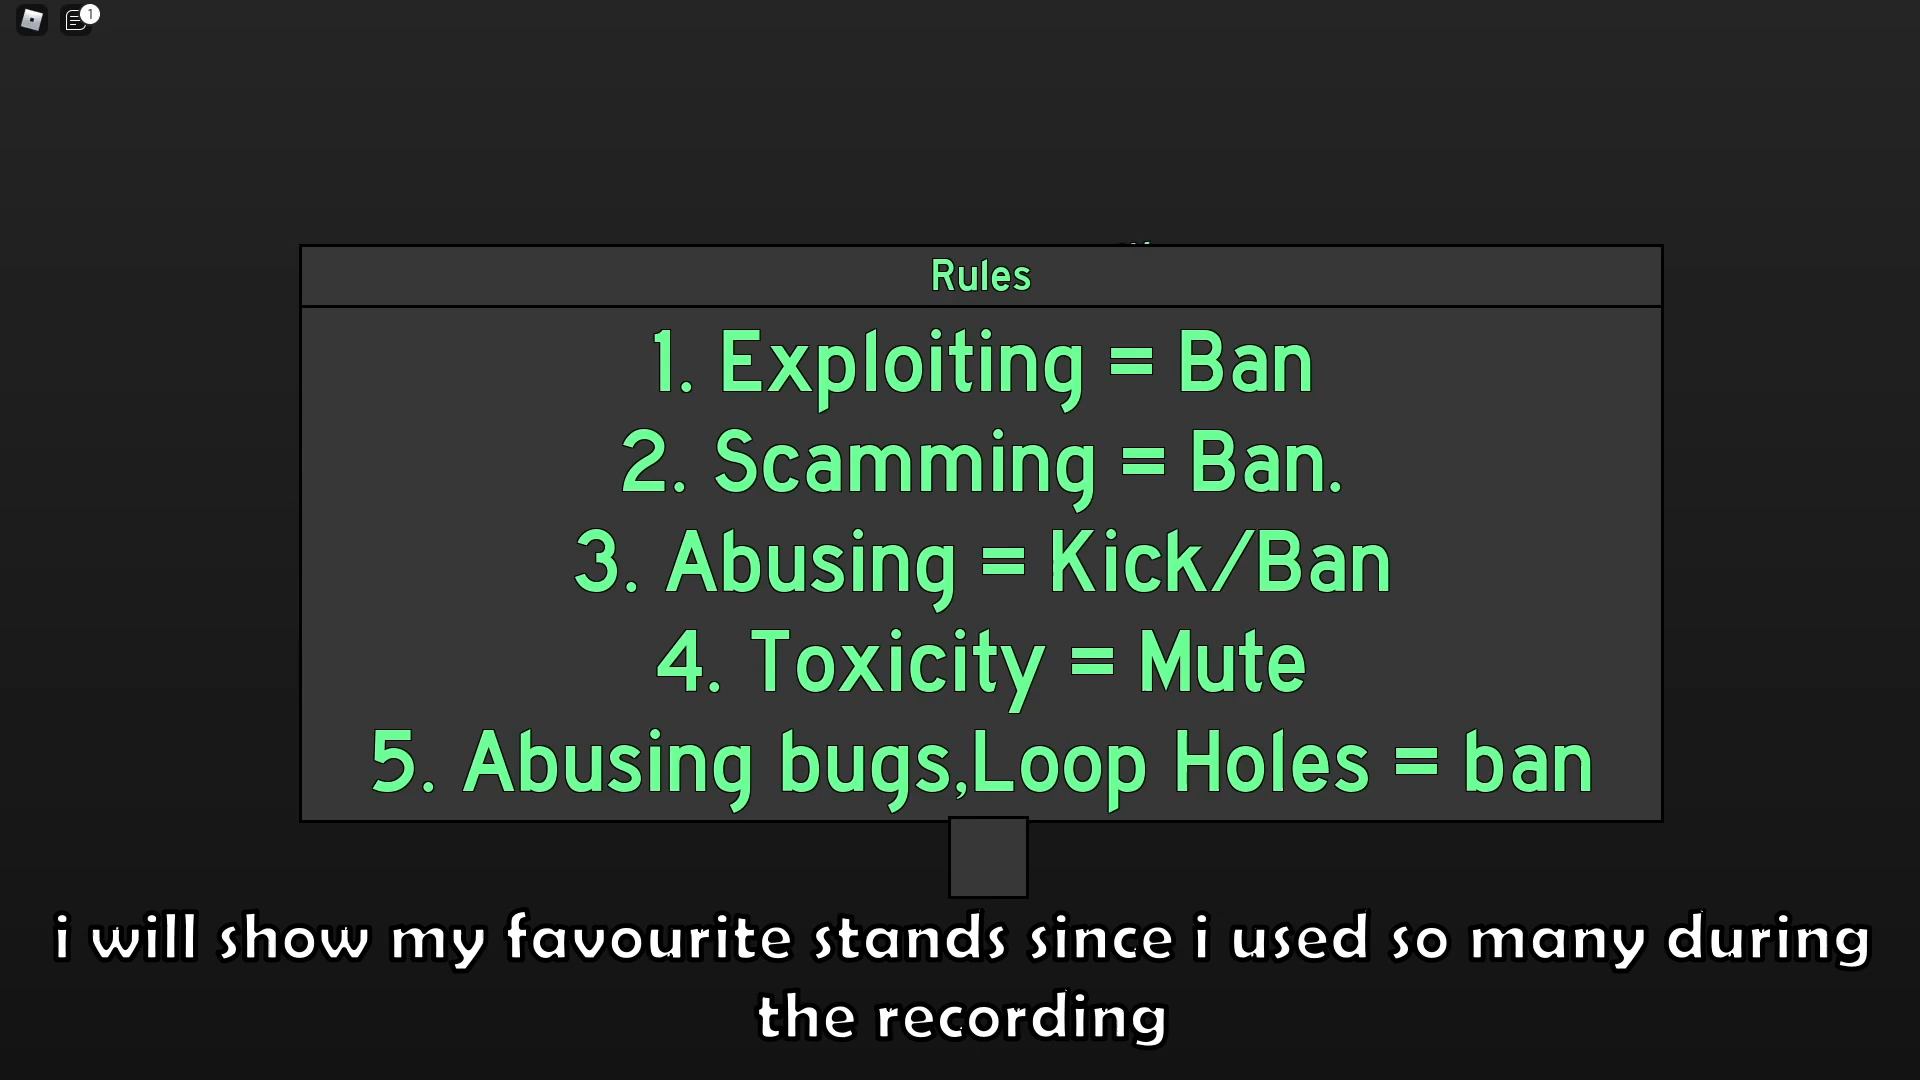 1
Rules
1. Exploiting = Ban
2. Scamming = Ban.
3. Abusing = Kick/Ban
4. Toxicity = Mute
5. Abusing bugs,Loop Holes = ban
i will show my favourite stands since i used so many during
the recording